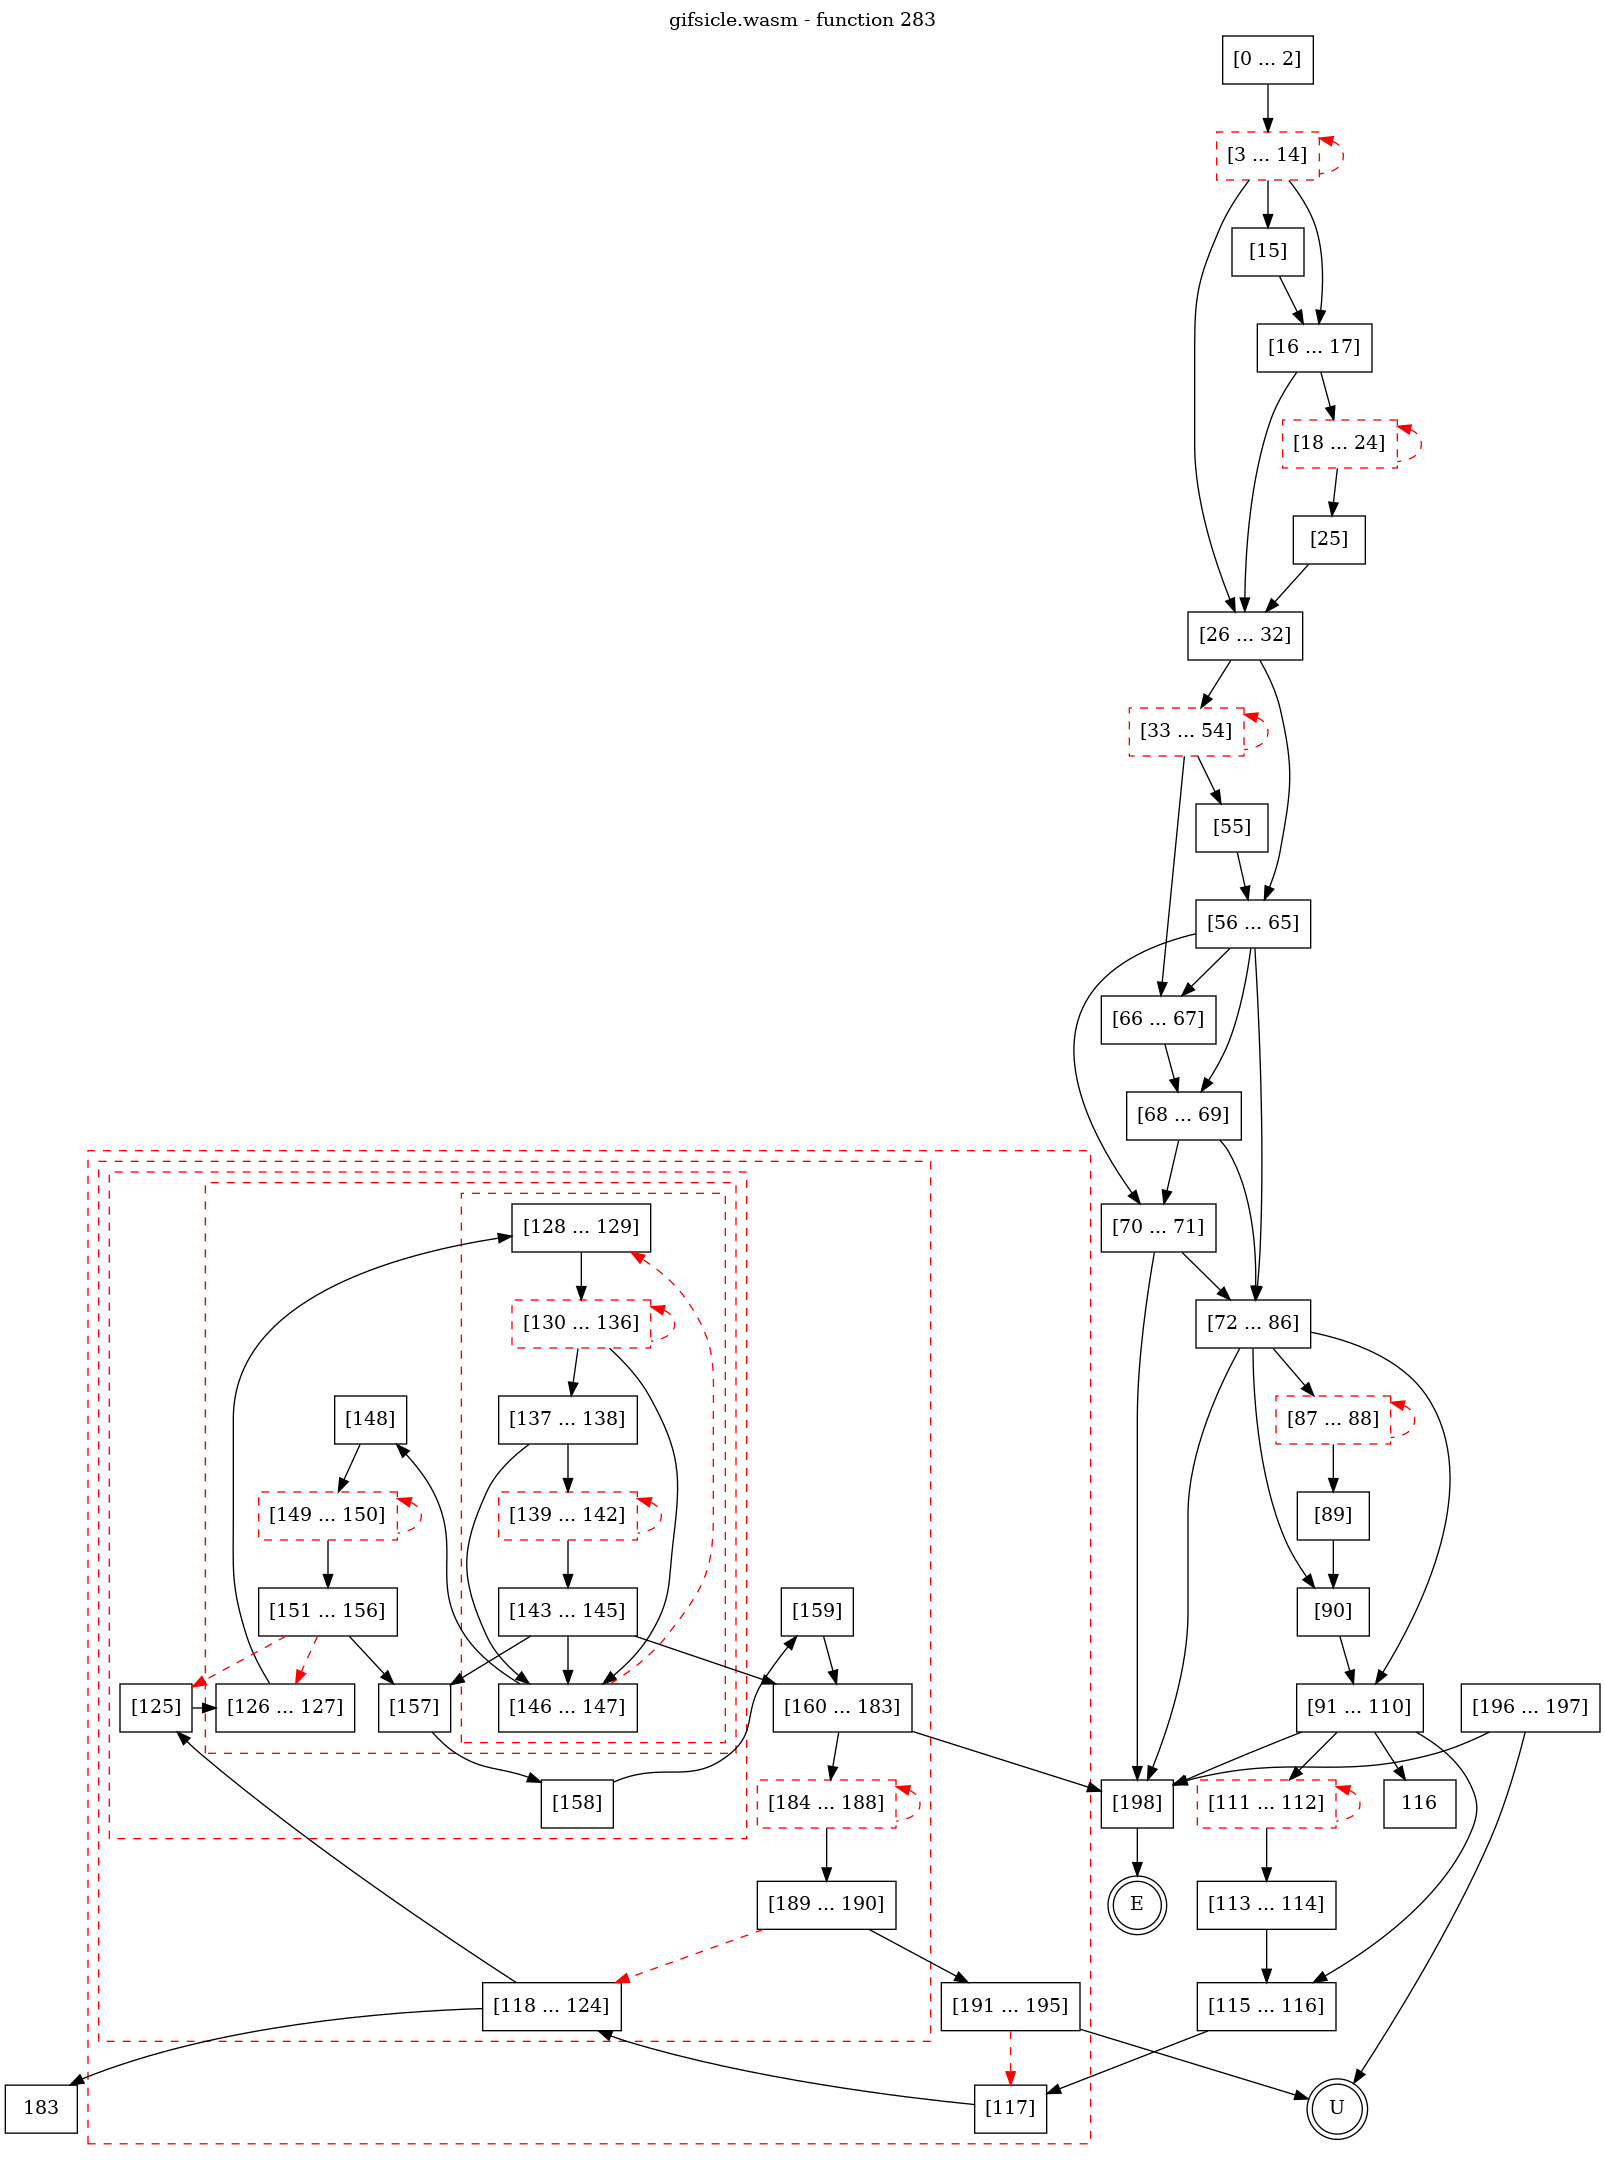 gifsicle.wasm - function 283
[0 ... 2]
[3 ... 14]
[15]
[16 ... 17]
[18 ... 24]
[25]
[26 ... 32]
[33 ... 54]
[55]
[56 ... 65]
[66 ... 67]
[68 ... 69]
[128 ... 129]
[70 ... 71]
[130 ... 136]
[72 ... 86]
[148]
[137 ... 138]
[87 ... 88]
[149 ... 150]
[139 ... 142]
[89]
[151 ... 156]
[143 ... 145]
[159]
[90]
[125]
[126 ... 127]
[157]
[146 ... 147]
[160 ... 183]
[91 ... 110]
[196 ... 197]
[158]
[184 ... 188]
[198]
[111 ... 112]
116
[189 ... 190]
E
[113 ... 114]
[118 ... 124]
[191 ... 195]
[115 ... 116]
183
[117]
U